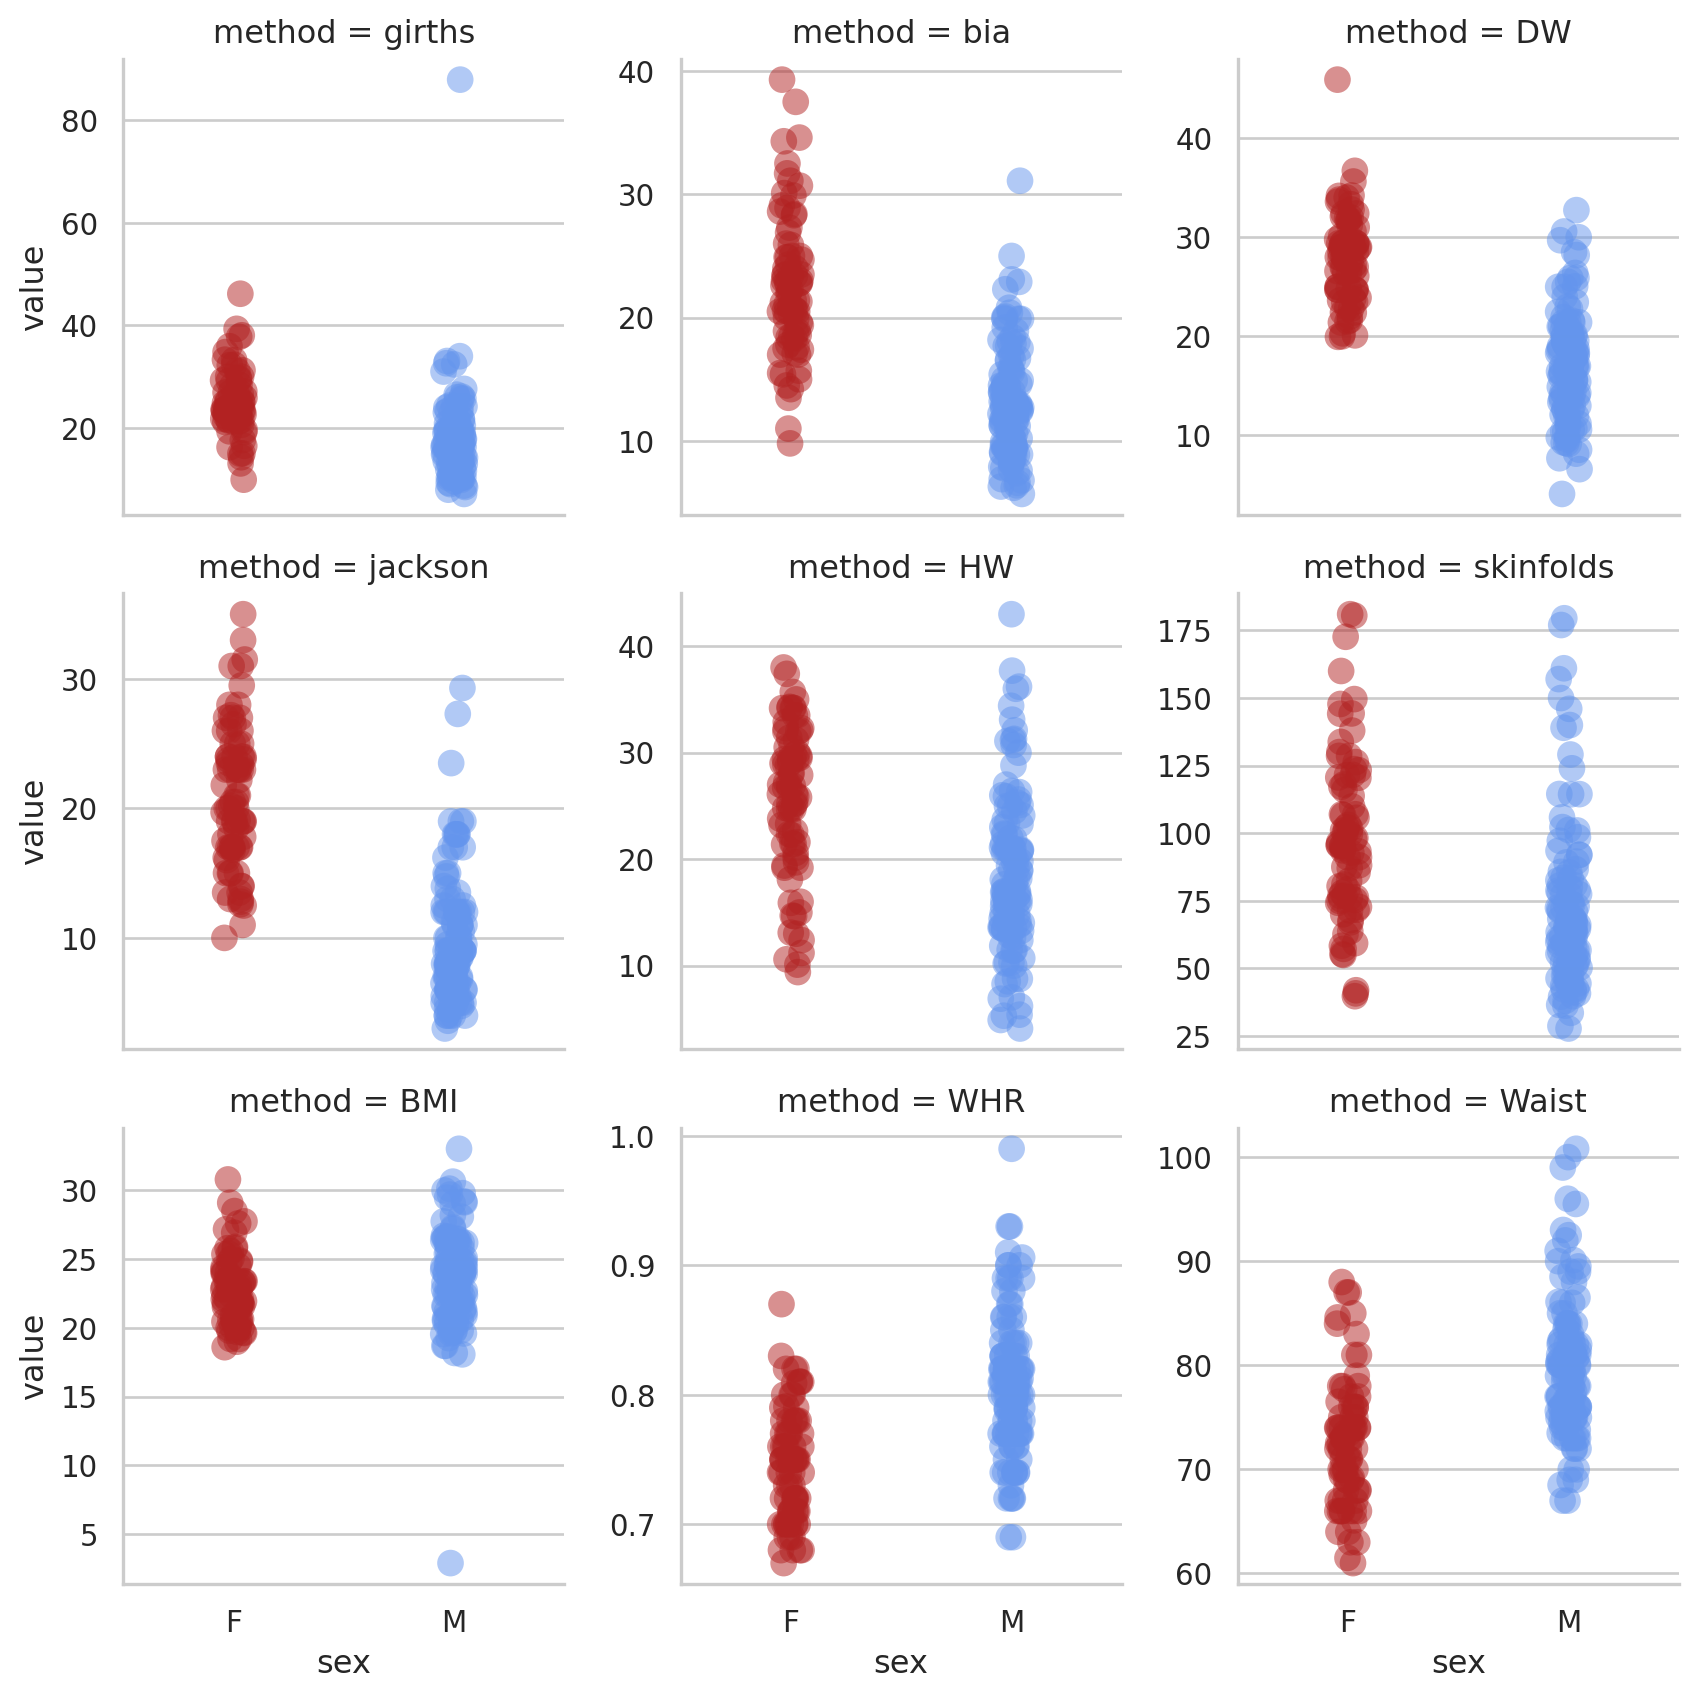 method = girths
method = bia
method = DW
80
60
40
20
value
40
30
20
10
40
30
20
10
method = jackson
method = HW
method = skinfolds
30
20
10
value
40
30
20
10
175
150
125
100
75
50
25
method = BMI
method = WHR
method = Waist
30
25
20
15
10
5
value
1.0
0.9
0.8
0.7
100
90
80
70
60
F
M
F
M
F
M
sex
sex
sex